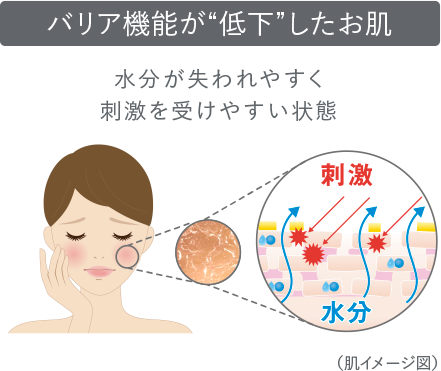 バリア機能が“低下”したお肌
水分が失われやすく
刺激を受けやすい状態
刺激
水分
（肌イメージ図）